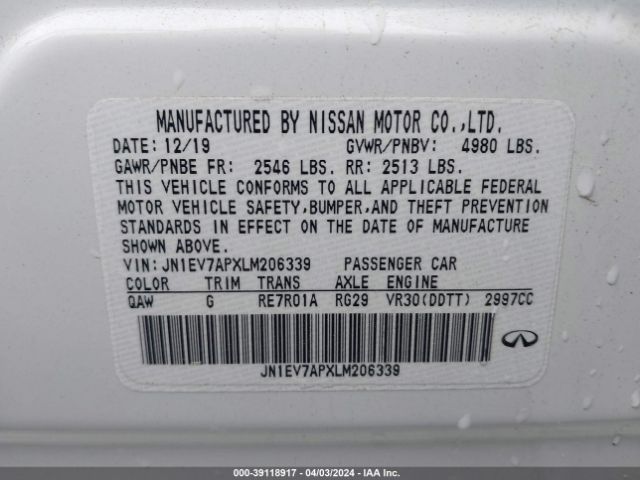 MANUFACTURED BY NISSAN MOTOR CO.,LTD.
DATE: 12/19 GVWR/PNBV: 4980 LBS.
GAWR/PNBE FR: 2546 LBS. RR: 2513 LBS.
THIS VEHICLE CONFORMS TO ALL APPLICABLE FEDERAL
MOTOR VEHICLE SAFETY,BUMPER,AND THEFT PREVENTION
STANDARDS IN EFFECT ON THE DATE OF MANUFACTURE
SHOWN ABOVE.
VIN: JN1EV7APXLM206339 PASSENGER CAR
COLOR TRIM TRANS AXLE ENGINE
QAW G RE7R01A RG29 VR30(DDTT) 2997CC
JN1EV7APXLM206339
000-39118917 - 04/03/2024 - IAA Inc.